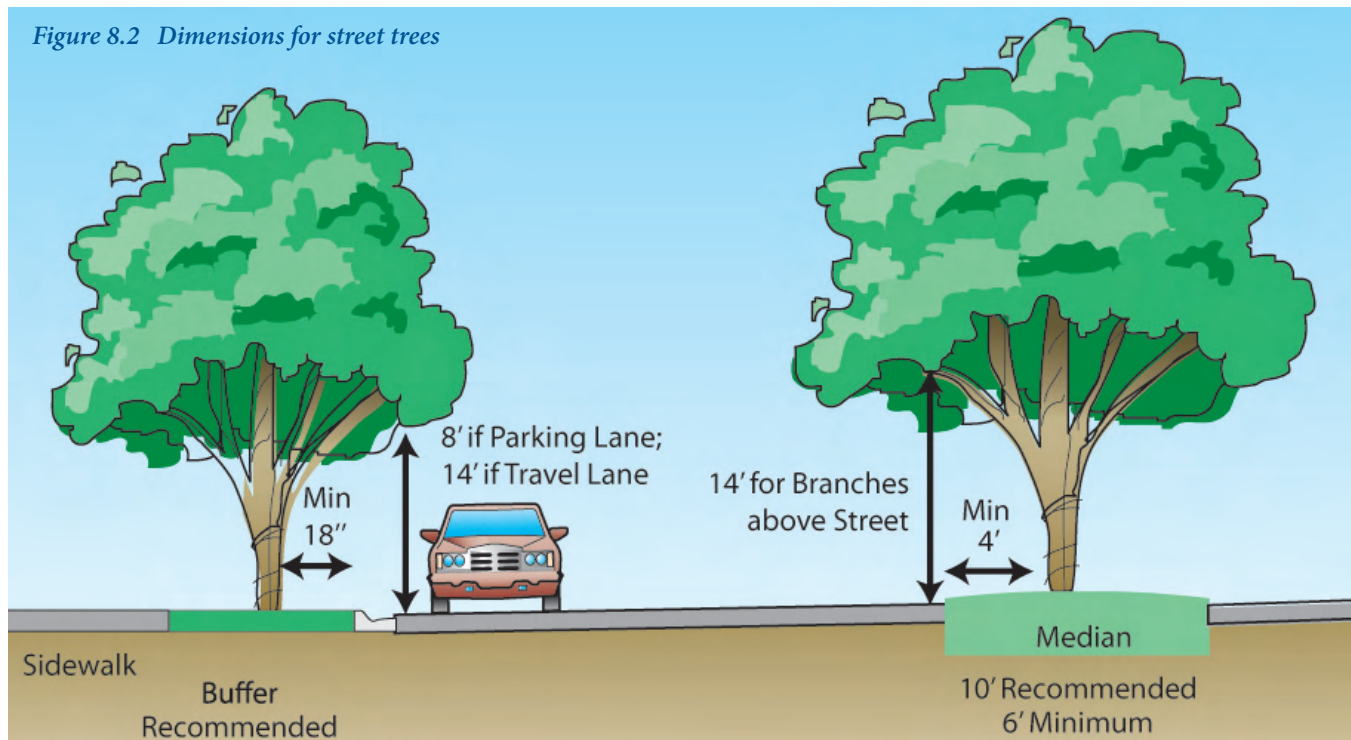 Figure 8.2 Dimensions for street trees
8’ if Parking Lane;
14’ if Travel Lane
Min
18”
14’ for Branches
above Street
Min
4’
Sidewalk
Buffer
Recommended
Median
10’ Recommended
6’ Minimum